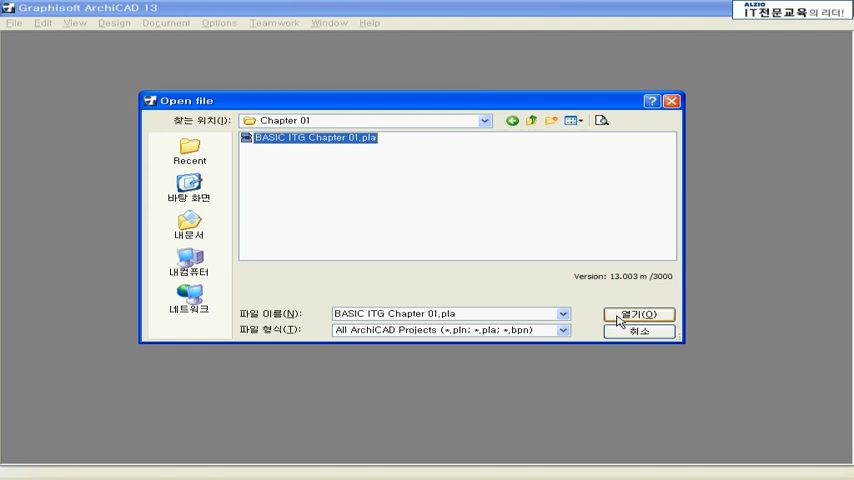 Graphisoft ArchiCAD 13
ALZIO
IT전문교육의 리더!
File Edit View Design Document Options Teamwork Window Help
Open file
찾는 위치(I): Chapter 01
BASIC ITG Chapter 01.pla
Recent
바탕 화면
내문서
내컴퓨터
네트워크
Version: 13.003 m /3000
파일 이름(N): BASIC ITG Chapter 01.pla 열기(O)
파일 형식(T): All ArchiCAD Projects (*.pln; *.pla; *.bpn) 취소